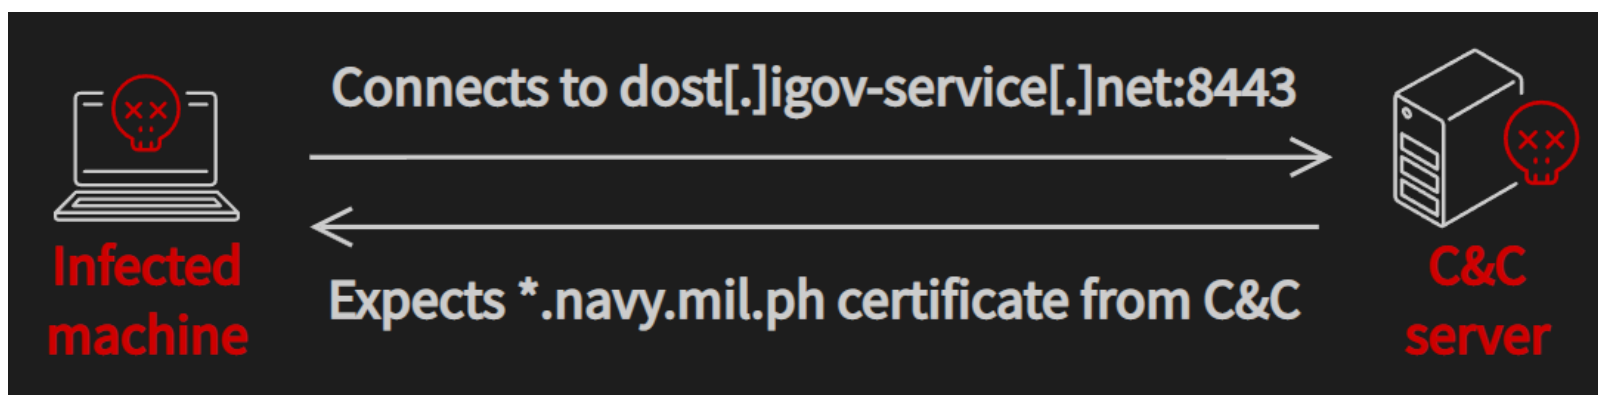 Connects to dost[.]igov-service[.]net:8443
Infected
machine
Expects *.navy.mil.ph certificate from C&C
C&C
server